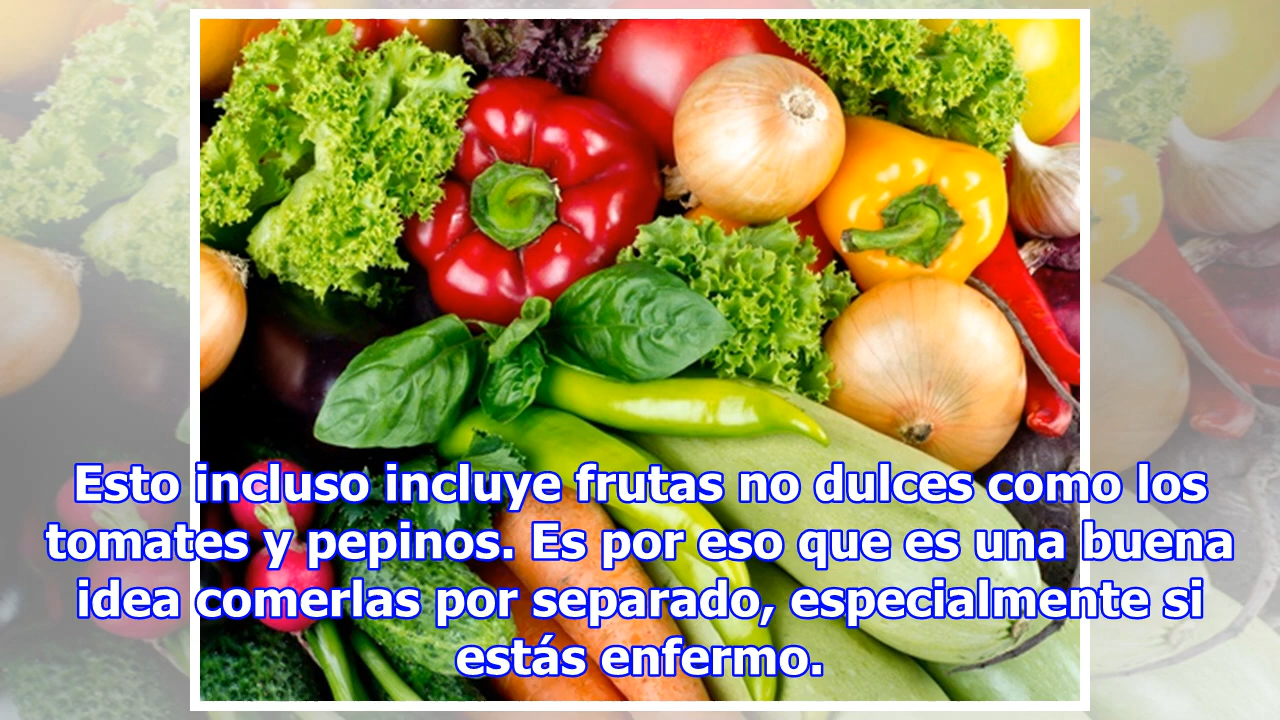 Esto incluso incluye frutas no dulces como los
tomates y pepinos. Es por eso que es una buena
idea comerlas por separado, especialmente si
estás enfermo.